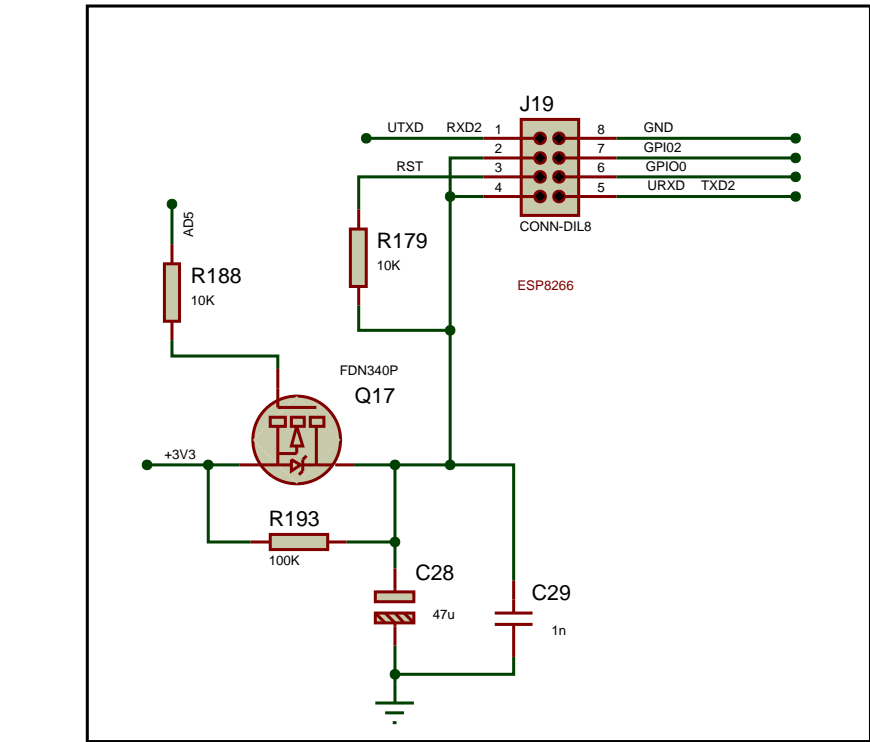 J19
UTXD RXD2 1 8 GND
2 7 GPI02
RST 3 6 GPIO0
4 5 URXD TXD2
CONN-DIL8
AD5
R179
10K
R188
10K
ESP8266
FDN340P
Q17
+3V3
R193
100K
C28
47u
C29
1n